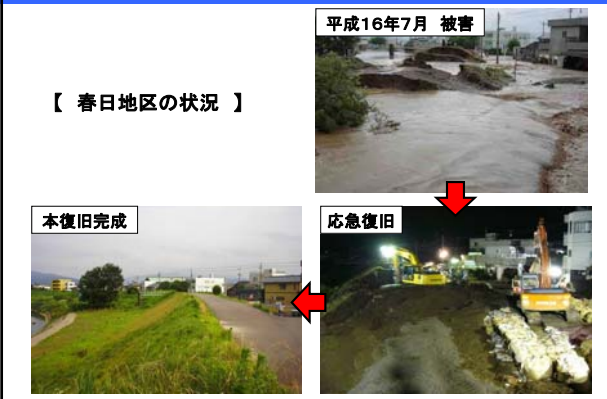 平成16年7月 被害
【 春日地区の状況 】
本復旧完成
応急復旧